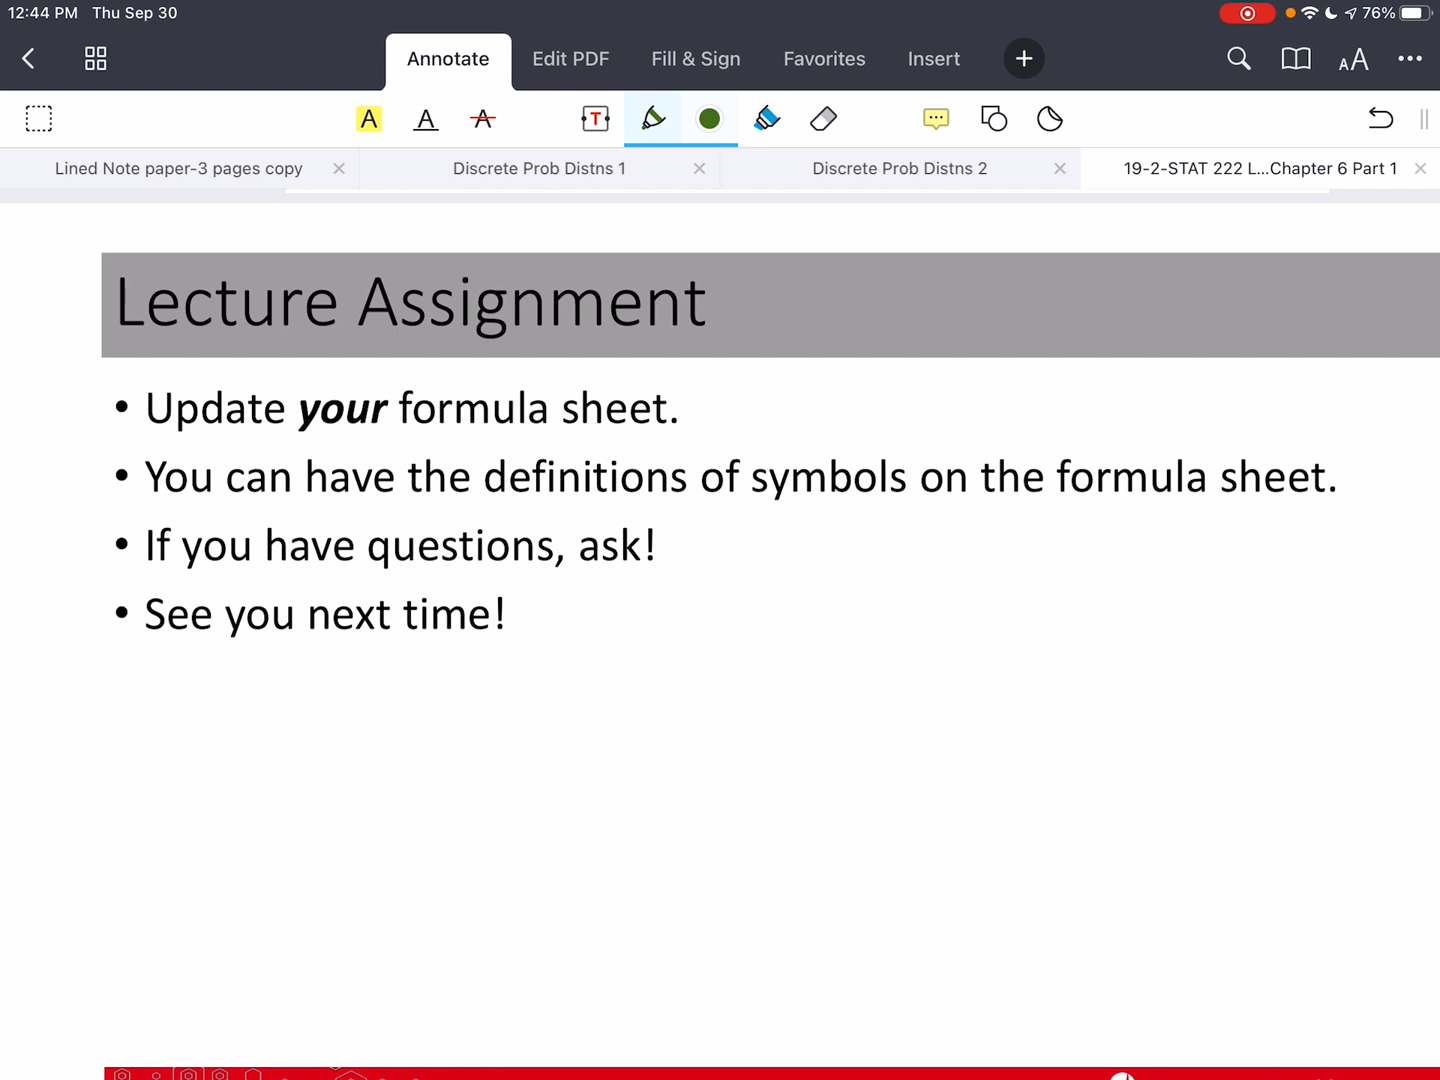 12:44 PM Thu Sep 30 76%
Annotate Edit PDF Fill & Sign Favorites Insert + AA
A A A T
Lined Note paper-3 pages copy Discrete Prob Distns 1 Discrete Prob Distns 2 19-2-STAT 222 L...Chapter 6 Part 1
Lecture Assignment
• Update your formula sheet.
• You can have the definitions of symbols on the formula sheet.
• If you have questions, ask!
• See you next time!